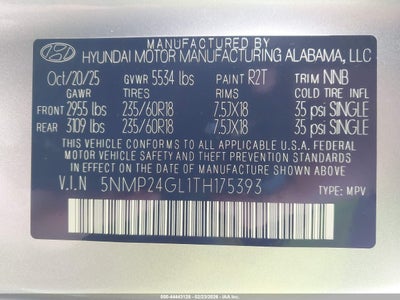 MANUFACTURED BY
HYUNDAI MOTOR MANUFACTURING ALABAMA, LLC
Oct/20/25 GVWR 5534 lbs PAINT R2T TRIM NNB
GAWR TIRES RIMS COLD TIRE INFL
FRONT 2955 lbs 235/60R18 7.5JX18 35 psi SINGLE
REAR 3109 lbs 235/60R18 7.5JX18 35 psi SINGLE
THIS VEHICLE CONFORMS TO ALL APPLICABLE U.S.A. FEDERAL
MOTOR VEHICLE SAFETY AND THEFT PREVENTION STANDARDS
IN EFFECT ON THE DATE OF MANUFACTURE SHOWN ABOVE.
V.I.N 5NMP24GL1TH175393 TYPE: MPV